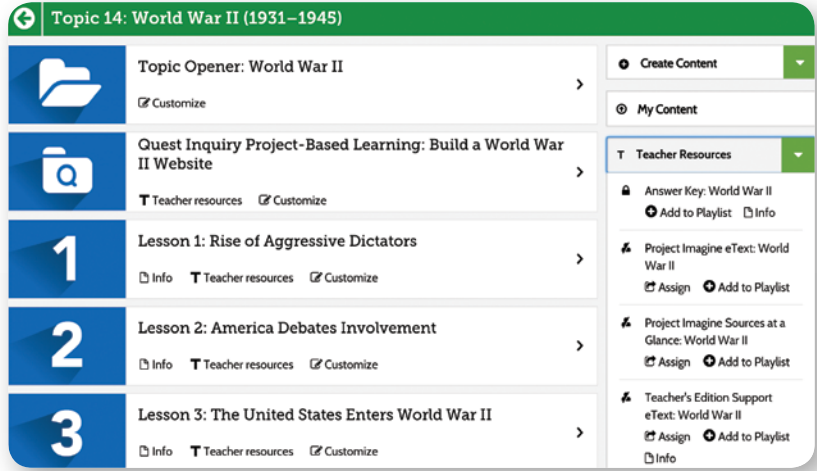 Topic 14: World War II (1931–1945)
Topic Opener: World War II
Customize
Quest Inquiry Project-Based Learning: Build a World War
II Website
Teacher resources Customize
1
Lesson 1: Rise of Aggressive Dictators
Info Teacher resources Customize
2
Lesson 2: America Debates Involvement
Info Teacher resources Customize
3
Lesson 3: The United States Enters World War II
Info Teacher resources Customize
Create Content
My Content
Teacher Resources
Answer Key: World War II
Add to Playlist Info
Project Imagine eText: World
War II
Assign Add to Playlist
Project Imagine Sources at a
Glance: World War II
Assign Add to Playlist
Teacher's Edition Support
eText: World War II
Assign Add to Playlist
Info